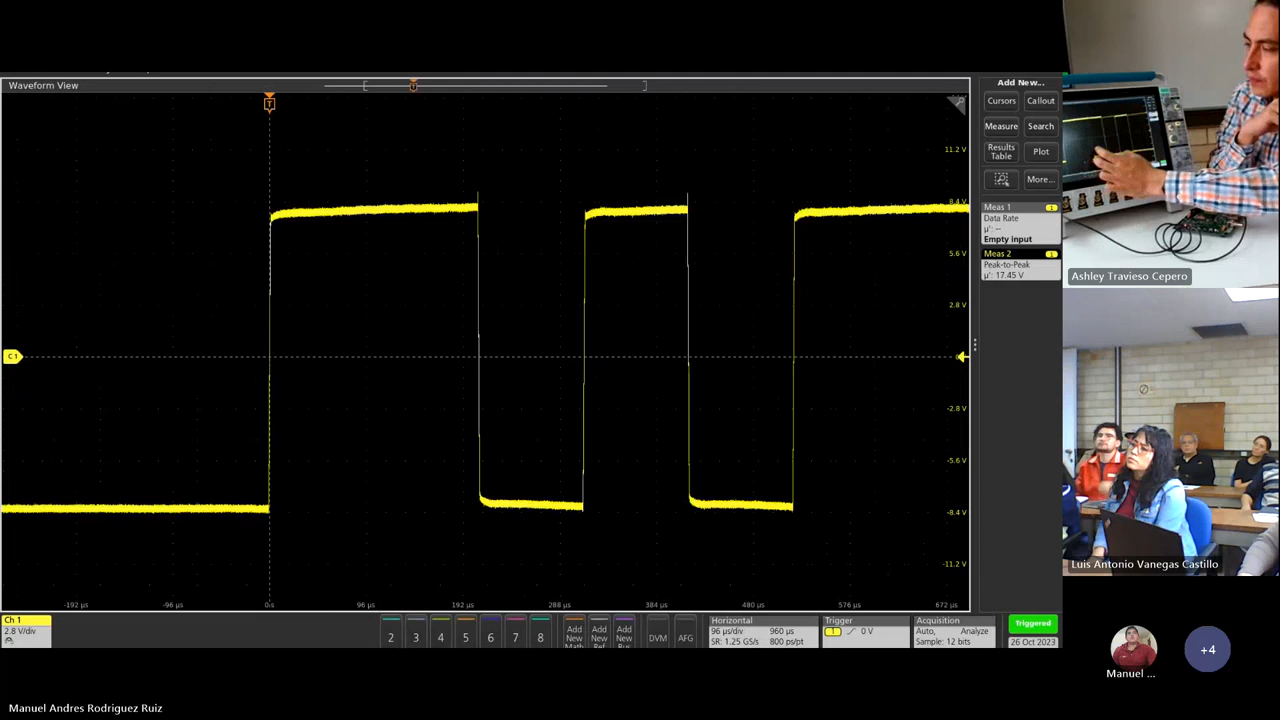 Waveform View
T
T
11.2 V
8.4 V
5.6 V
2.8 V
C 1
-2.8 V
-5.6 V
-8.4 V
-11.2 V
-192 µs
-96 µs
0 s
96 µs
192 µs
288 µs
384 µs
480 µs
576 µs
672 µs
Add New...
Cursors
Callout
Measure
Search
Results
Table
Plot
More...
Meas 1
1
Data Rate
µ': --
Empty input
Meas 2
1
Peak-to-Peak
µ': 17.45 V
Ch 1
2.8 V/div
2
3
4
5
6
7
8
Add
New
Math
Add
New
Ref
Add
New
Bus
DVM
AFG
Horizontal
96 µs/div
960 µs
SR: 1.25 GS/s
800 ps/pt
Trigger
1
0 V
Acquisition
Auto,
Analyze
Sample: 12 bits
Triggered
26 Oct 2023
Ashley Travieso Cepero
Luis Antonio Vanegas Castillo
Manuel ...
+4
Manuel Andres Rodriguez Ruiz